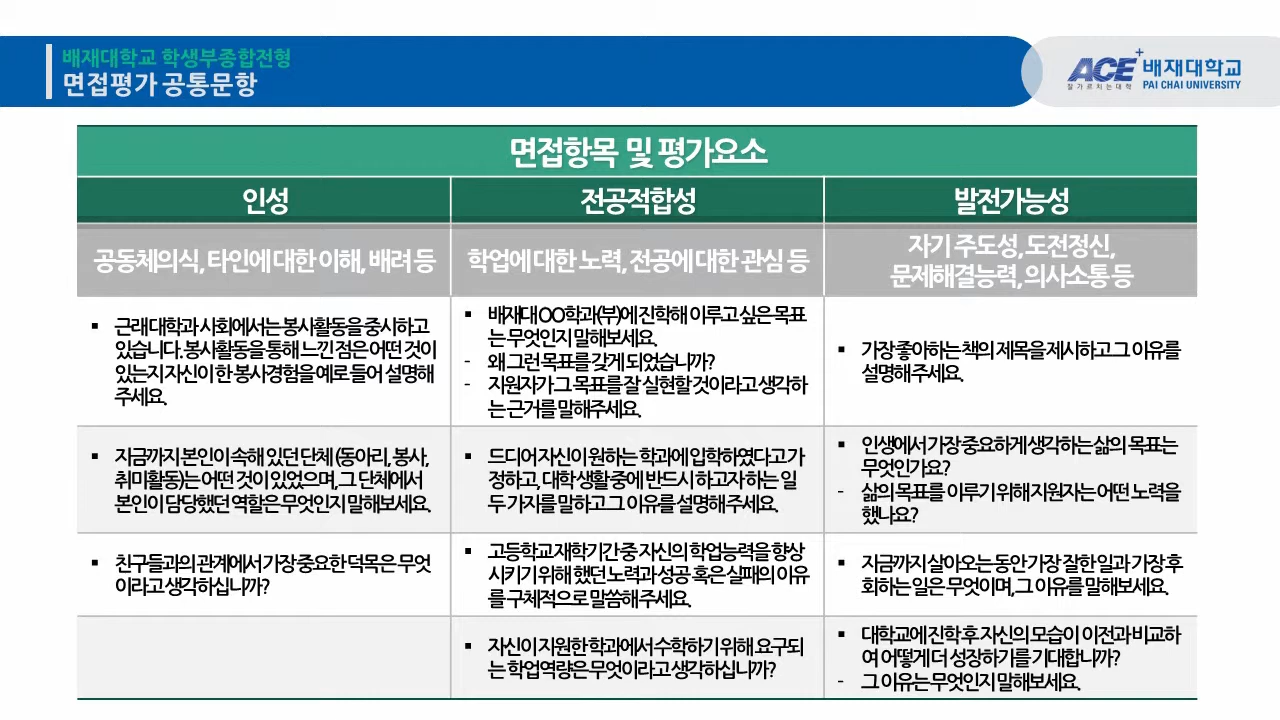 배재대학교 학생부종합전형
면접평가 공통문항
ACE+
잘 가르치는 대학
배재대학교
PAI CHAI UNIVERSITY
면접항목 및 평가요소
인성
전공적합성
발전가능성
공동체의식, 타인에 대한 이해, 배려 등
학업에 대한 노력, 전공에 대한 관심 등
자기 주도성, 도전정신,
문제해결능력, 의사소통 등
▪ 근래 대학과 사회에서는 봉사활동을 중시하고
있습니다. 봉사활동을 통해 느낀 점은 어떤 것이
있는지 자신이 한 봉사경험을 예로 들어 설명해
주세요.
▪ 배재대 OO학과(부)에 진학해 이루고 싶은 목표
는 무엇인지 말해보세요.
- 왜 그런 목표를 갖게 되었습니까?
- 지원자가 그 목표를 잘 실현할 것이라고 생각하
는 근거를 말해주세요.
▪ 가장 좋아하는 책의 제목을 제시하고 그 이유를
설명해 주세요.
▪ 지금까지 본인이 속해 있던 단체 (동아리, 봉사,
취미활동)는 어떤 것이 있었으며, 그 단체에서
본인이 담당했던 역할은 무엇인지 말해보세요.
▪ 드디어 자신이 원하는 학과에 입학하였다고 가
정하고, 대학 생활 중에 반드시 하고자 하는 일
두 가지를 말하고 그 이유를 설명해 주세요.
▪ 인생에서 가장 중요하게 생각하는 삶의 목표는
무엇인가요?
- 삶의 목표를 이루기 위해 지원자는 어떤 노력을
했나요?
▪ 친구들과의 관계에서 가장 중요한 덕목은 무엇
이라고 생각하십니까?
▪ 고등학교 재학기간 중 자신의 학업능력을 향상
시키기 위해 했던 노력과 성공 혹은 실패의 이유
를 구체적으로 말씀해 주세요.
▪ 지금까지 살아오는 동안 가장 잘한 일과 가장 후
회하는 일은 무엇이며, 그 이유를 말해보세요.
▪ 자신이 지원한 학과에서 수학하기 위해 요구되
는 학업역량은 무엇이라고 생각하십니까?
▪ 대학교에 진학 후 자신의 모습이 이전과 비교하
여 어떻게 더 성장하기를 기대합니까?
- 그 이유는 무엇인지 말해보세요.